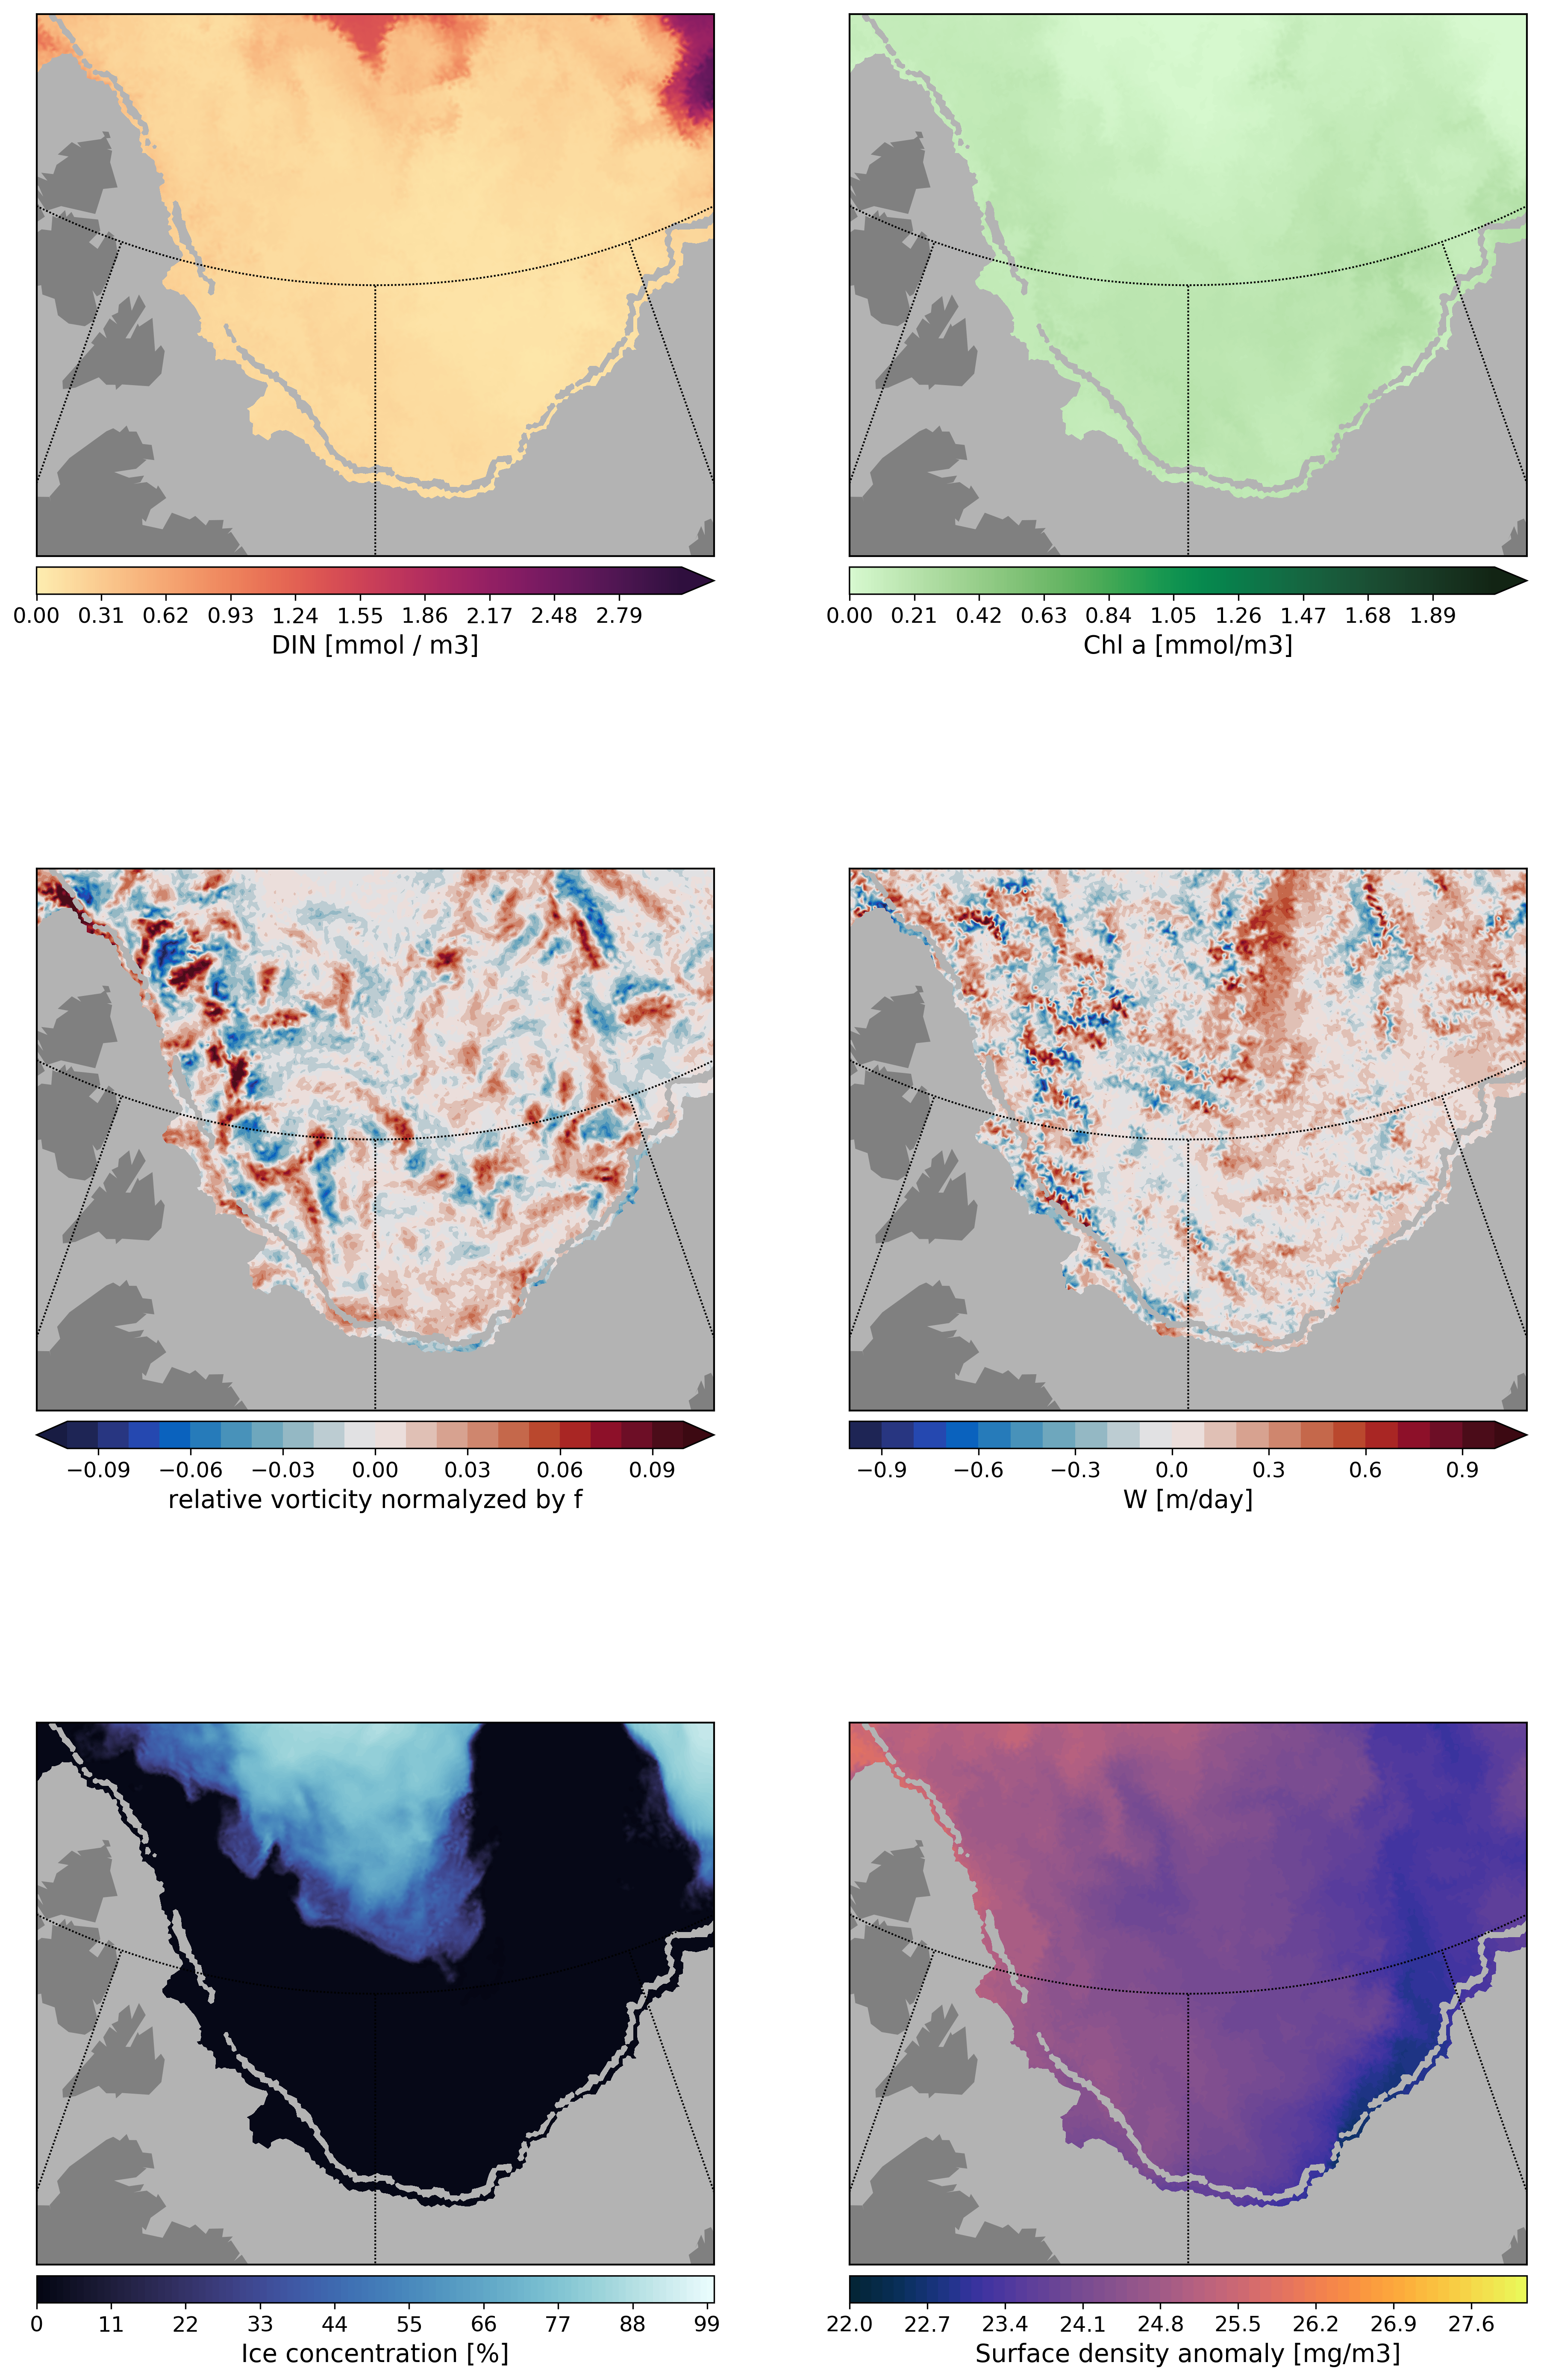 0.00 0.31 0.62 0.93 1.24 1.55 1.86 2.17 2.48 2.79
DIN [mmol / m3]
0.00 0.21 0.42 0.63 0.84 1.05 1.26 1.47 1.68 1.89
Chl a [mmol/m3]
−0.09 −0.06 −0.03 0.00 0.03 0.06 0.09
relative vorticity normalyzed by f
−0.9 −0.6 −0.3 0.0 0.3 0.6 0.9
W [m/day]
0 11 22 33 44 55 66 77 88 99
Ice concentration [%]
22.0 22.7 23.4 24.1 24.8 25.5 26.2 26.9 27.6
Surface density anomaly [mg/m3]